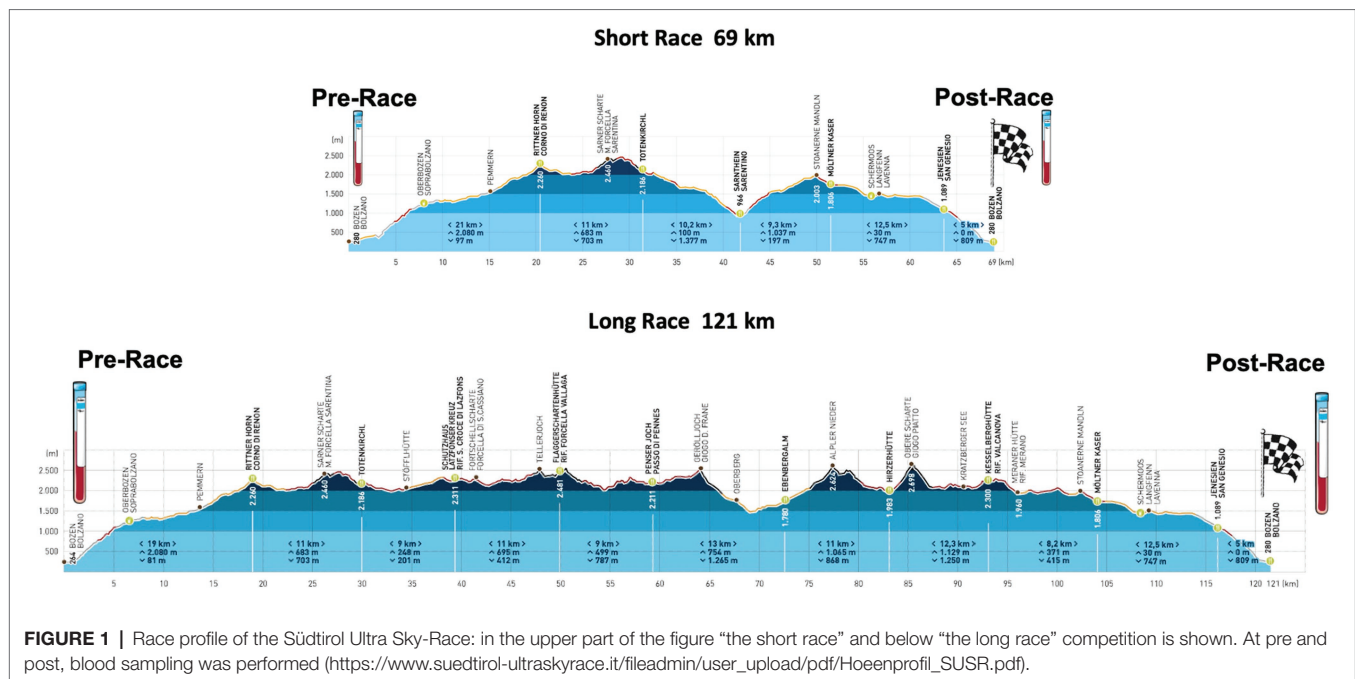 Short Race 69 km
Pre-Race
Post-Race
[m]
2.500
2.000
1.500
1.000
500
280 BOZEN
BOLZANO
OBERBOZEN
SOPRABOLZANO
PEMMERN
RITTNER HORN
CORNO DI RENON
2.260
SARNER SCHARTE
M. FORCELLA
SARENTINA
2.460
TOTENKIRCHL
2.186
966 SARNTHEIN
SARENTINO
STOANERNE MANDLN
2.003
MÖLTNER KASER
1.806
SCHERMOOS
LANGFENN
LAVENNA
1.089 JENESIEN
SAN GENESIO
280 BOZEN
BOLZANO
< 21 km >
^ 2.080 m
˅ 97 m
< 11 km >
^ 683 m
˅ 703 m
< 10,2 km >
^ 100 m
˅ 1.377 m
< 9,3 km >
^ 1.037 m
˅ 197 m
< 12,5 km >
^ 30 m
˅ 747 m
< 5 km >
^ 0 m
˅ 809 m
5 10 15 20 25 30 35 40 45 50 55 60 65 69 [km]
Long Race 121 km
Pre-Race
Post-Race
[m]
2.500
2.000
1.500
1.000
500
264 BOZEN
BOLZANO
OBERBOZEN
SOPRABOLZANO
PEMMERN
RITTNER HORN
CORNO DI RENON
2.260
SARNER SCHARTE
M. FORCELLA SARENTINA
2.460
TOTENKIRCHL
2.186
STÖFFLHÜTTE
SCHUTZHAUS
LATZFONSER KREUZ
RIF. S. CROCE DI LAZFONS
2.311
FORTSCHELLSCHARTE
FORCELLA DI S.CASSIANO
TELLERJOCH
FLAGGERSCHARTENHÜTTE
RIF. FORCELLA VALLAGA
2.481
PENSER JOCH
PASSO DI PENNES
2.211
GERÖLLJOCH
GIOGO D. FRANE
OBERBERG
EBENBERGALM
1.780
ALPLER NIEDER
2.626
HIRZERHÜTTE
1.983
OBERE SCHARTE
GIOGO PIATTO
2.698
KRATZBERGER SEE
KESSELBERGHÜTTE
RIF. VALCANOVA
2.300
MERANER HÜTTE
RIF. MERANO
1.960
STOANERNE MANDLN
MÖLTNER KASER
1.806
SCHERMOOS
LANGFENN
LAVENNA
1.089 JENESIEN
SAN GENESIO
280 BOZEN
BOLZANO
< 19 km >
^ 2.080 m
˅ 81 m
< 11 km >
^ 683 m
˅ 703 m
< 9 km >
^ 248 m
˅ 201 m
< 11 km >
^ 695 m
˅ 412 m
< 9 km >
^ 499 m
˅ 787 m
< 13 km >
^ 754 m
˅ 1.265 m
< 11 km >
^ 1.065 m
˅ 868 m
< 12,3 km >
^ 1.129 m
˅ 1.250 m
< 8,2 km >
^ 371 m
˅ 415 m
< 12,5 km >
^ 30 m
˅ 747 m
< 5 km
^ 0 m
˅ 809 m
5 10 15 20 25 30 35 40 45 50 55 60 65 70 75 80 85 90 95 100 105 110 115 120 121 [km]
FIGURE 1 | Race profile of the Südtirol Ultra Sky-Race: in the upper part of the figure “the short race” and below “the long race” competition is shown. At pre and
post, blood sampling was performed (https://www.suedtirol-ultraskyrace.it/fileadmin/user_upload/pdf/Hoeenprofil_SUSR.pdf).